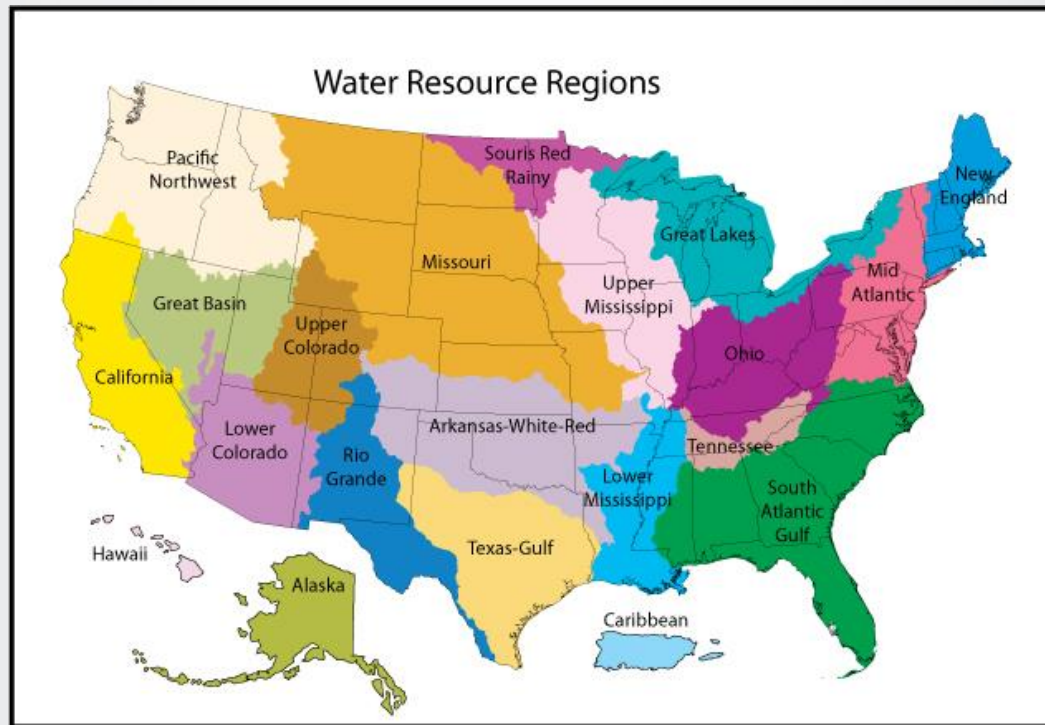 Water Resource Regions
Pacific
Northwest
Souris Red
Rainy
New
England
Great Lakes
Missouri
Mid
Atlantic
Upper
Mississippi
Great Basin
Upper
Colorado
Ohio
California
Lower
Colorado
Arkansas-White-Red
Tennessee
Rio
Grande
Lower
Mississippi
South
Atlantic
Gulf
Texas-Gulf
Hawaii
Alaska
Caribbean